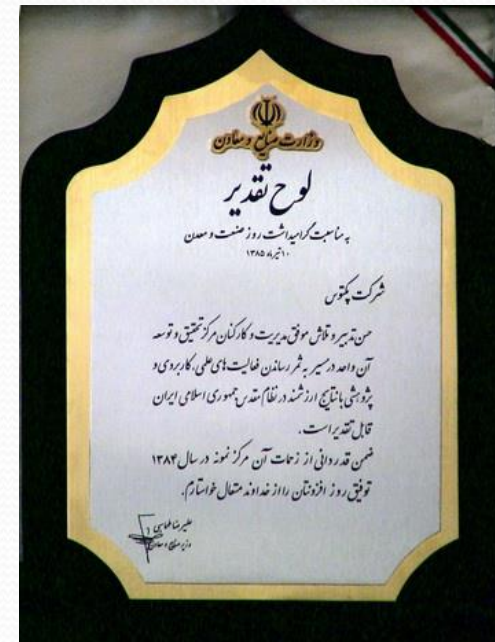 وزارت صنایع و معادن
لوح تقدیر
به مناسبت گرامیداشت روز صنعت و معدن
۱۰ تیرماه ۱۳۸۵
شرکت پکتوس
حسن تدبیر و تلاش موفق مدیریت و کارکنان مرکز تحقیق و توسعه
آن واحد در مسیر به ثمر رساندن فعالیت های علمی، کاربردی و
پژوهشی با نتایج ارزشمند در نظام مقدس جمهوری اسلامی ایران
قابل تقدیر است.
ضمن قدردانی از زحمات آن مرکز نمونه در سال ۱۳۸۴
توفیق روز افزونتان را از خداوند متعال خواستارم.
علیرضا طهماسبی
وزیر صنایع و معادن